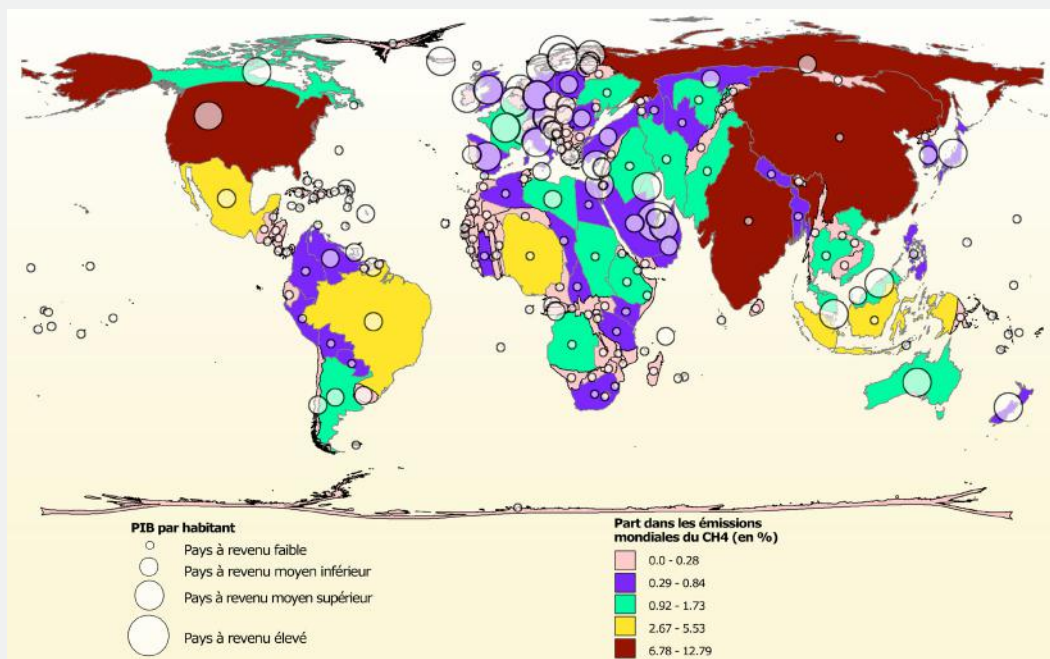 PIB par habitant
Pays à revenu faible
Pays à revenu moyen inférieur
Pays à revenu moyen supérieur
Pays à revenu élevé
Part dans les émissions
mondiales du CH4 (en %)
0.0 - 0.28
0.29 - 0.84
0.92 - 1.73
2.67 - 5.53
6.78 - 12.79